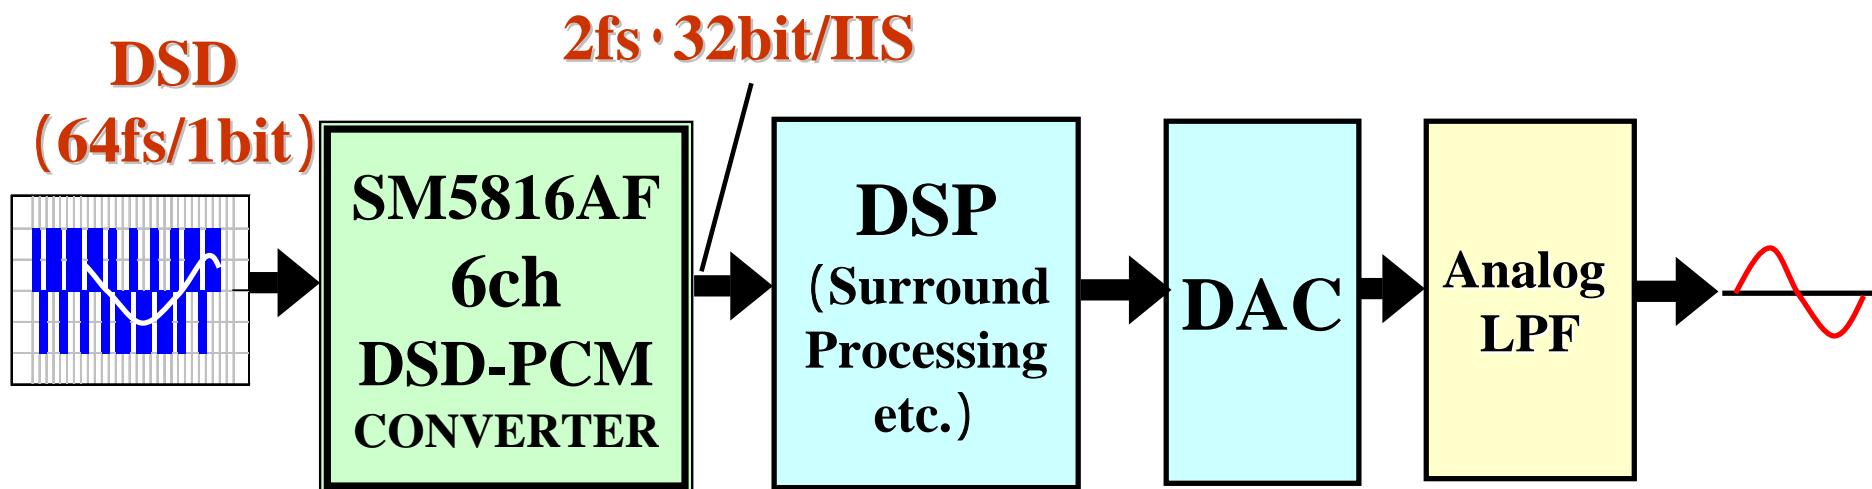 DSD
(64fs/1bit)
2fs・32bit/IIS
SM5816AF
6ch
DSD-PCM
CONVERTER
DSP
(Surround
Processing
etc.)
DAC
Analog
LPF